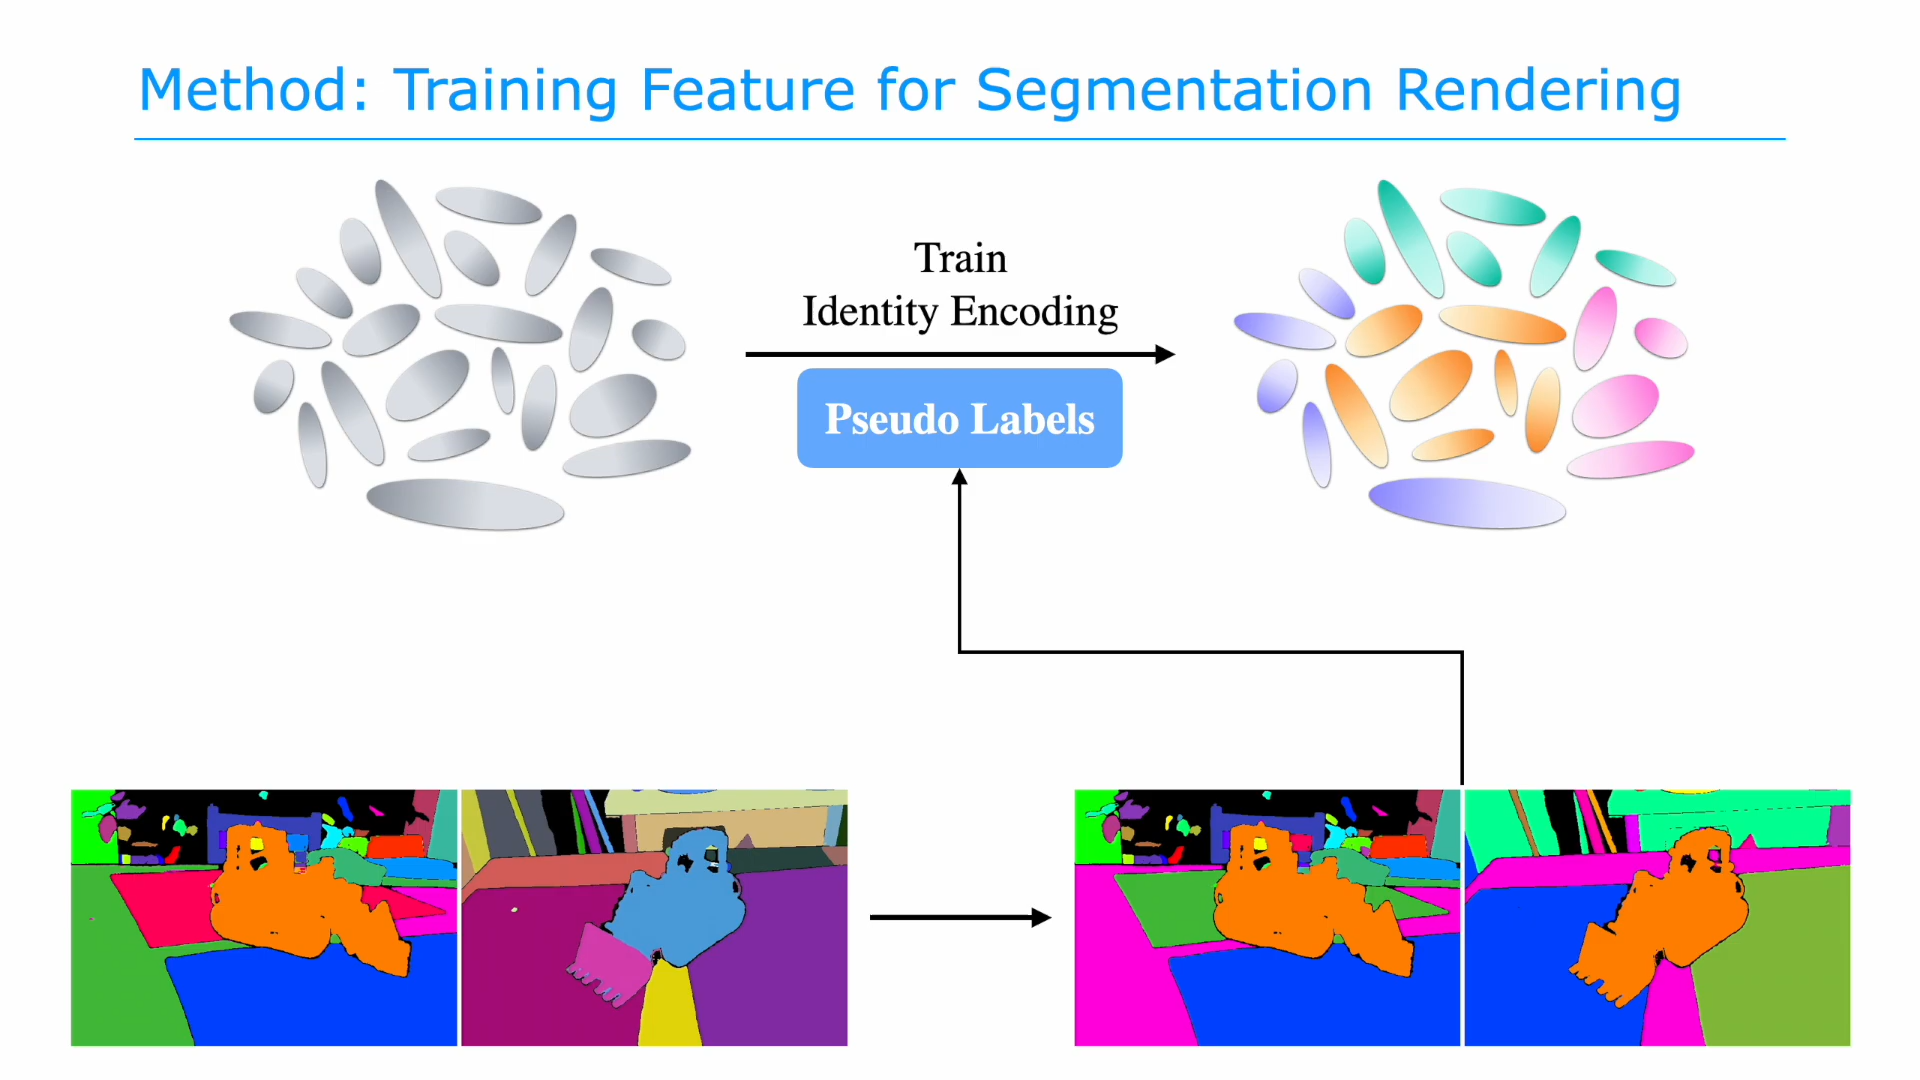 Method: Training Feature for Segmentation Rendering
Train
Identity Encoding
Pseudo Labels